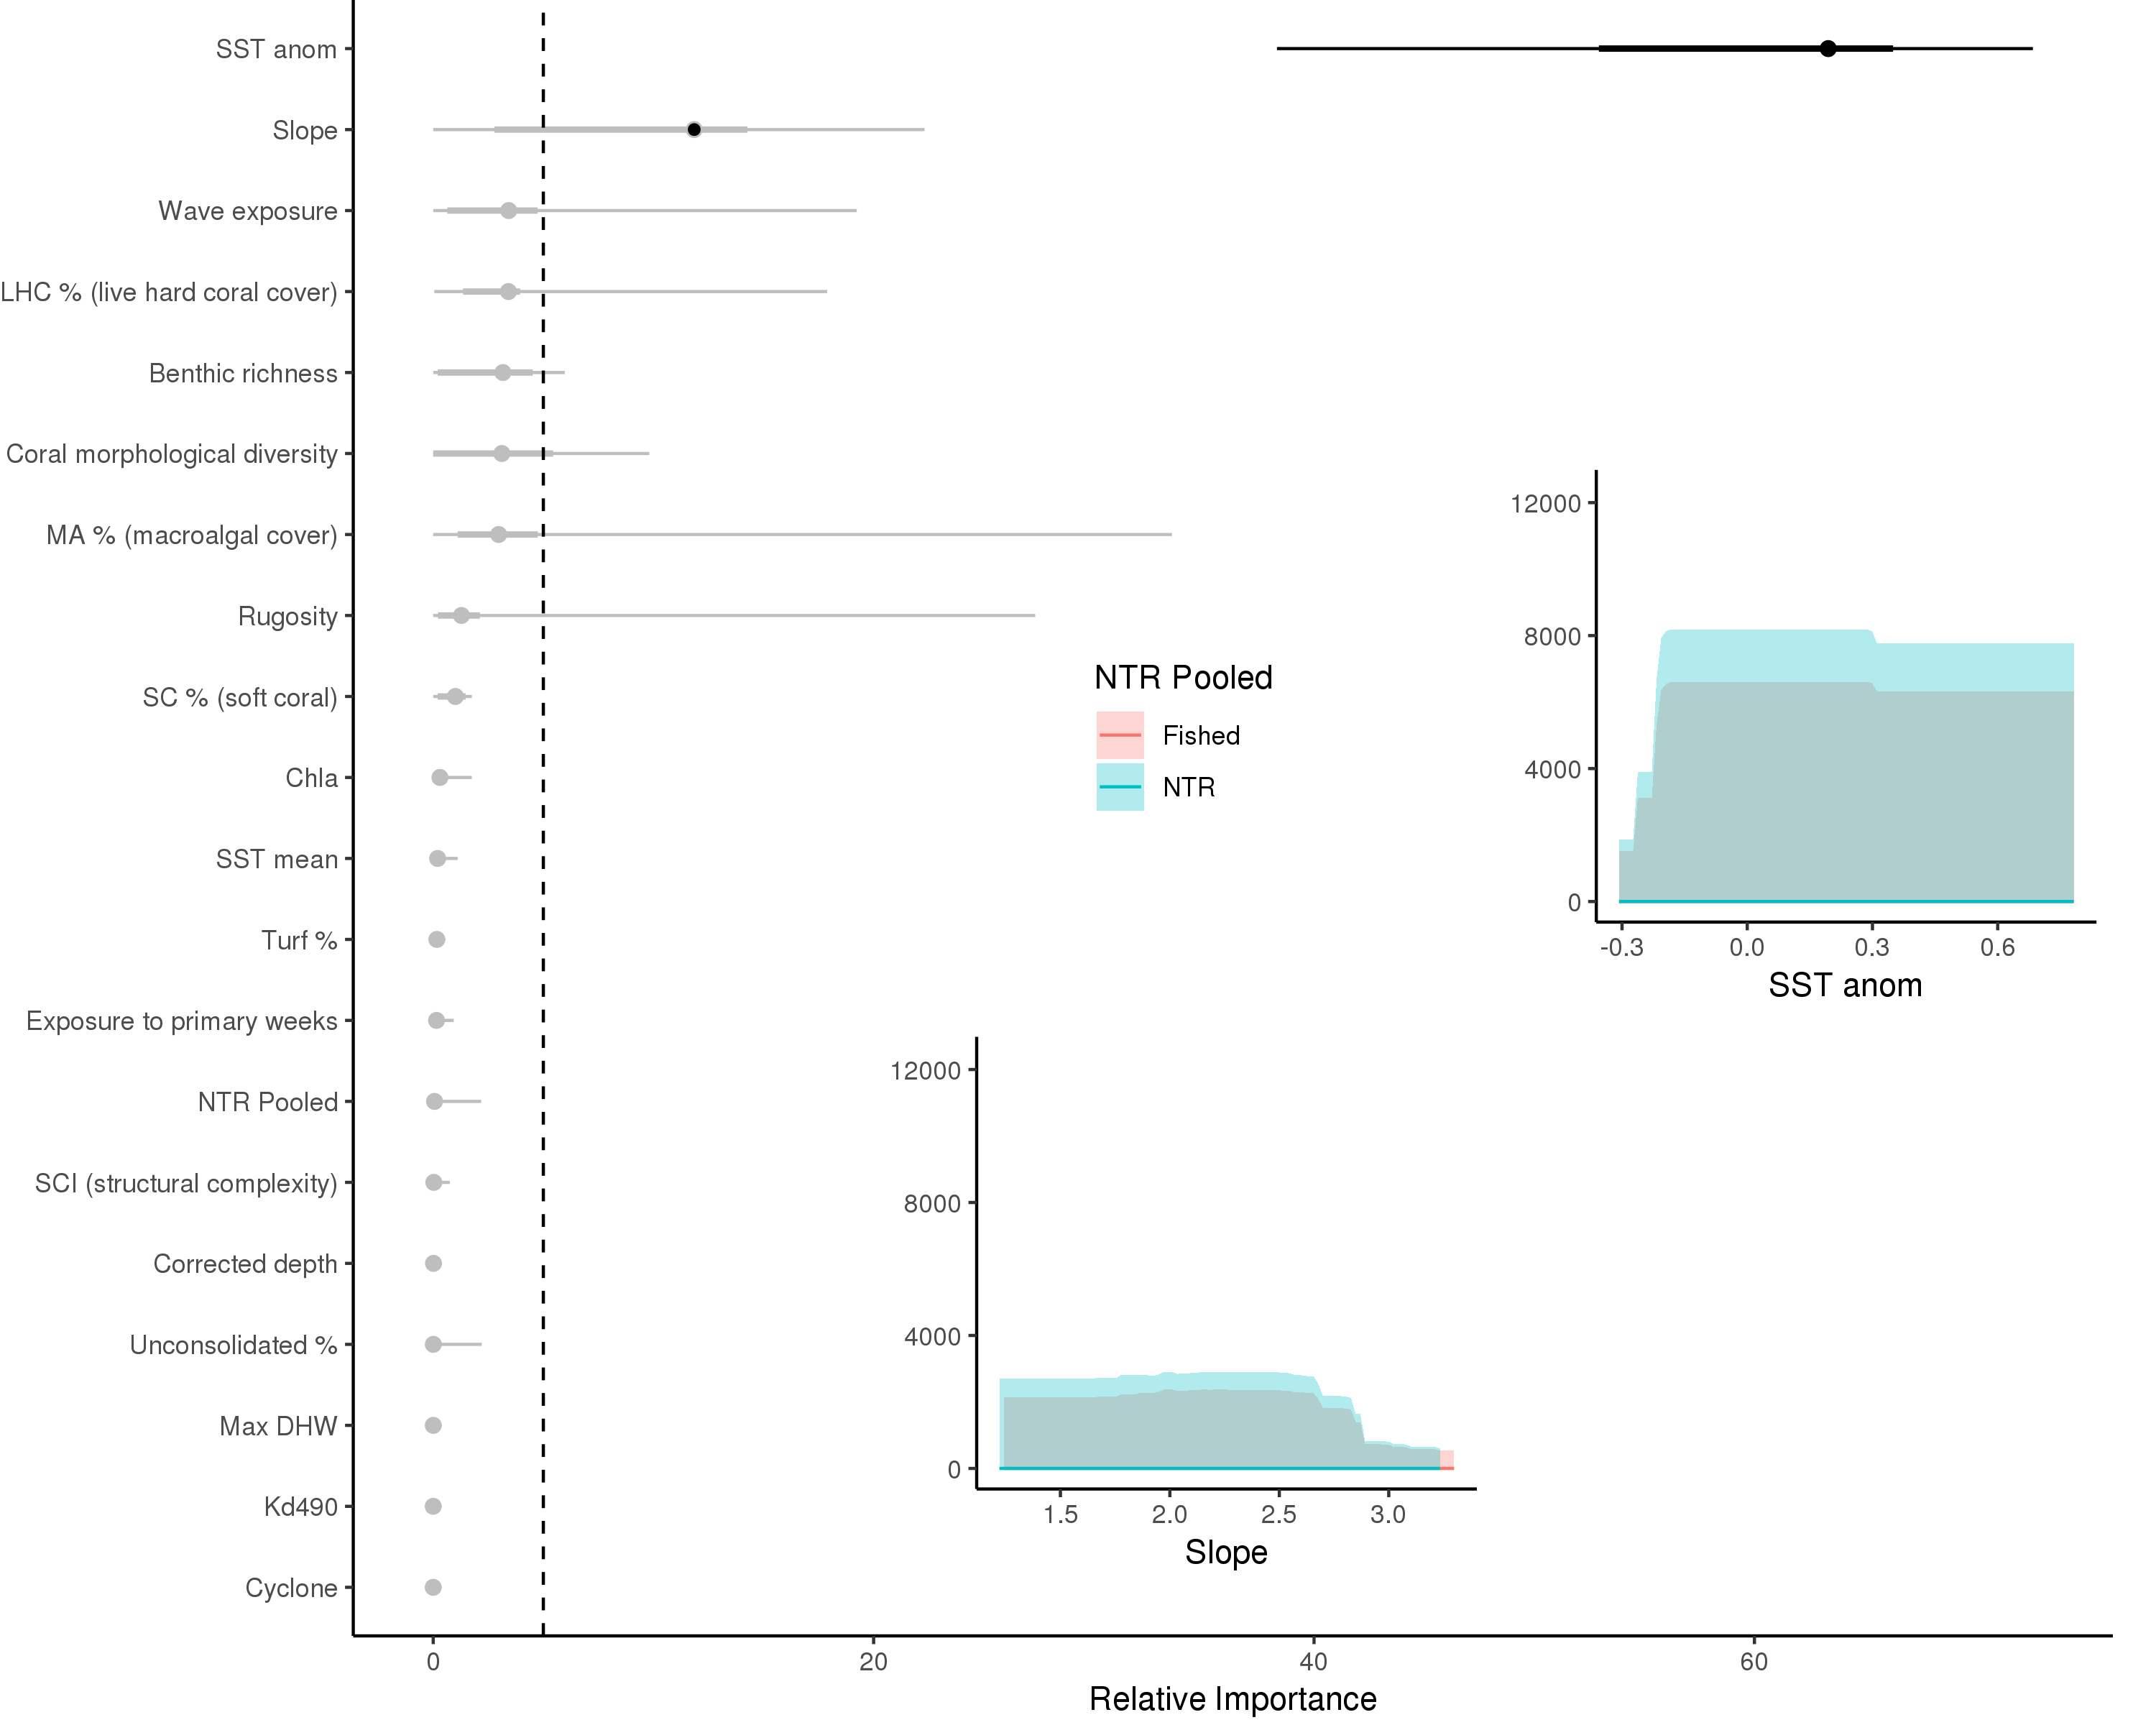 SST anom
Slope
Wave exposure
LHC % (live hard coral cover)
Benthic richness
Coral morphological diversity
MA % (macroalgal cover)
Rugosity
SC % (soft coral)
Chla
SST mean
Turf %
Exposure to primary weeks
NTR Pooled
SCI (structural complexity)
Corrected depth
Unconsolidated %
Max DHW
Kd490
Cyclone
0 20 40 60
Relative Importance
NTR Pooled
Fished
NTR
12000
8000
4000
0
-0.3 0.0 0.3 0.6
SST anom
12000
8000
4000
0
1.5 2.0 2.5 3.0
Slope